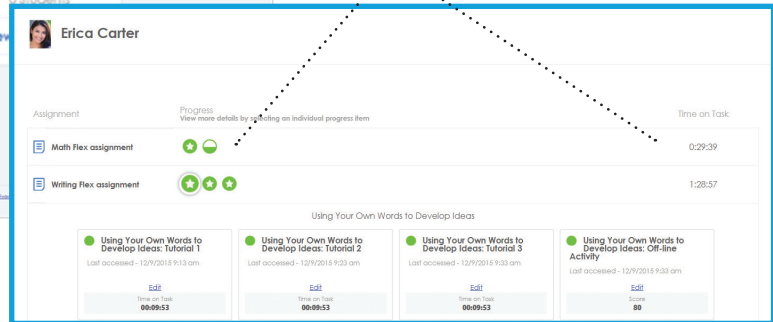 Erica Carter
Assignment Progress Time on Task
View more details by selecting an individual progress item
Math Flex assignment 0:29:39
Writing Flex assignment 1:28:57
Using Your Own Words to Develop Ideas
Using Your Own Words to Develop Ideas: Tutorial 1
Last accessed - 12/9/2015 9:13 am
Edit
Time on Task
00:09:53
Using Your Own Words to Develop Ideas: Tutorial 2
Last accessed - 12/9/2015 9:23 am
Edit
Time on Task
00:09:53
Using Your Own Words to Develop Ideas: Tutorial 3
Last accessed - 12/9/2015 9:33 am
Edit
Time on Task
00:09:53
Using Your Own Words to Develop Ideas: Off-line Activity
Last accessed - 12/9/2015 9:33 am
Edit
Score
80